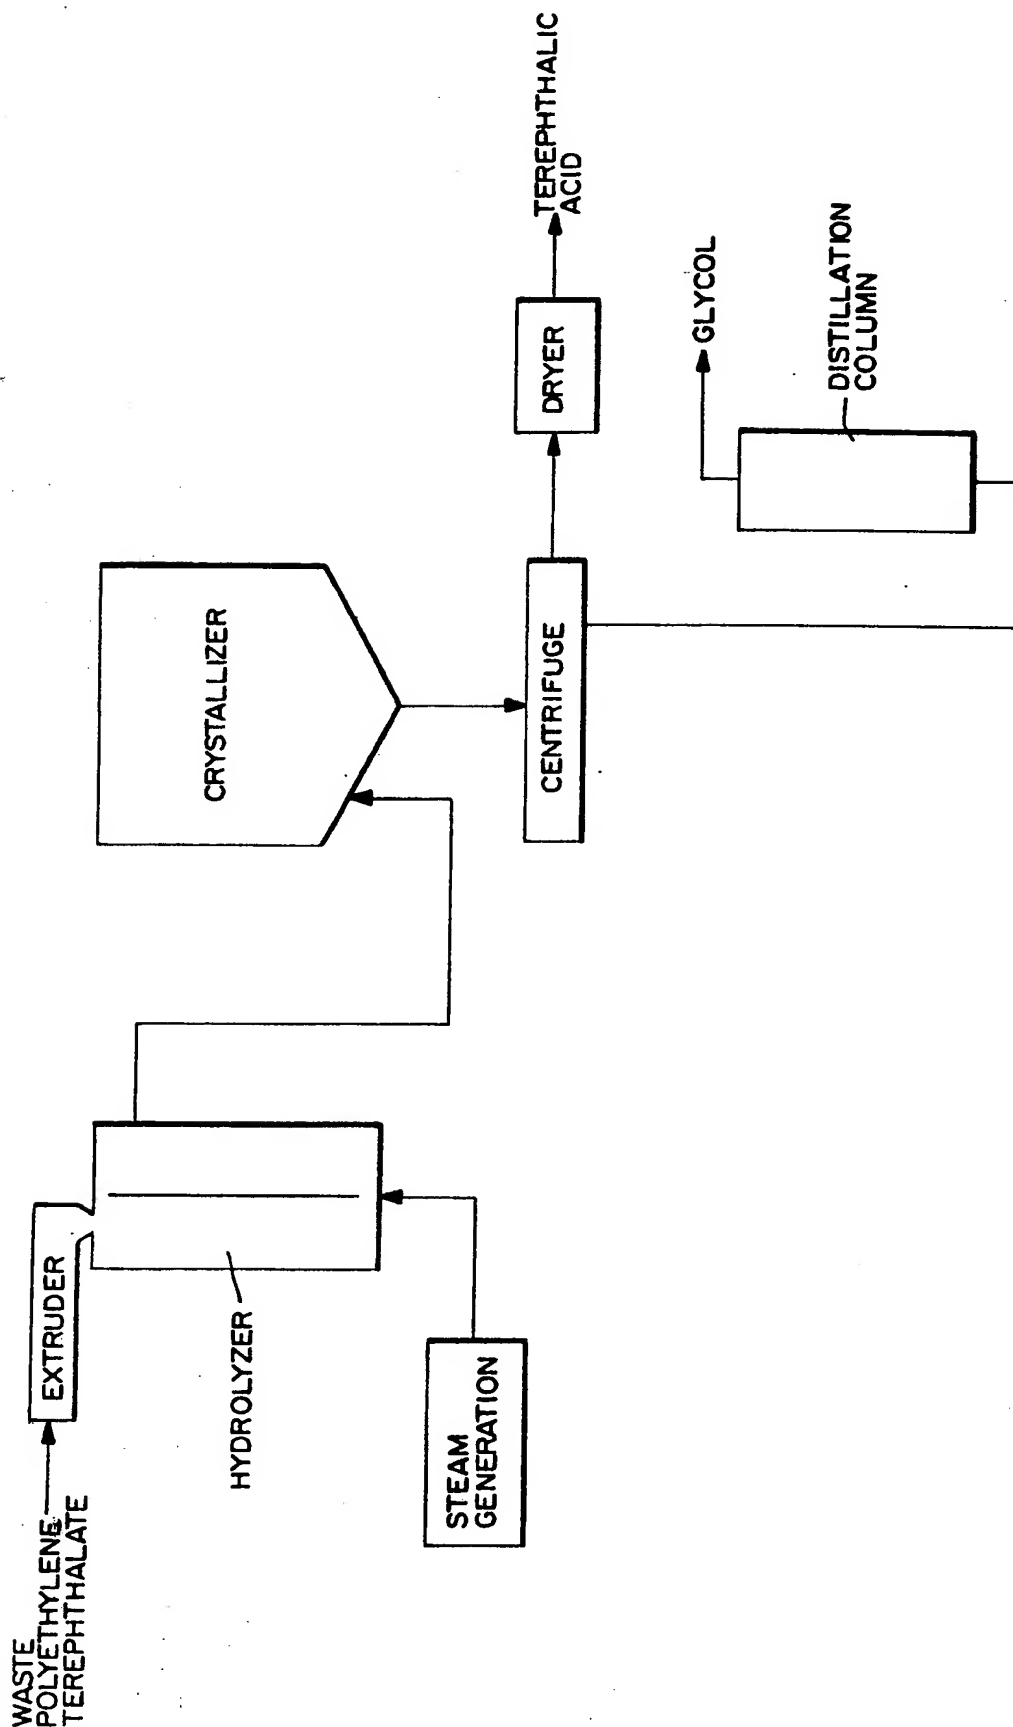 WASTE
POLYETHYLENE
TEREPHTHALATE
EXTRUDER
HYDROLYZER
STEAM
GENERATION
CRYSTALLIZER
CENTRIFUGE
DRYER
TEREPHTHALIC
ACID
GLYCOL
DISTILLATION
COLUMN